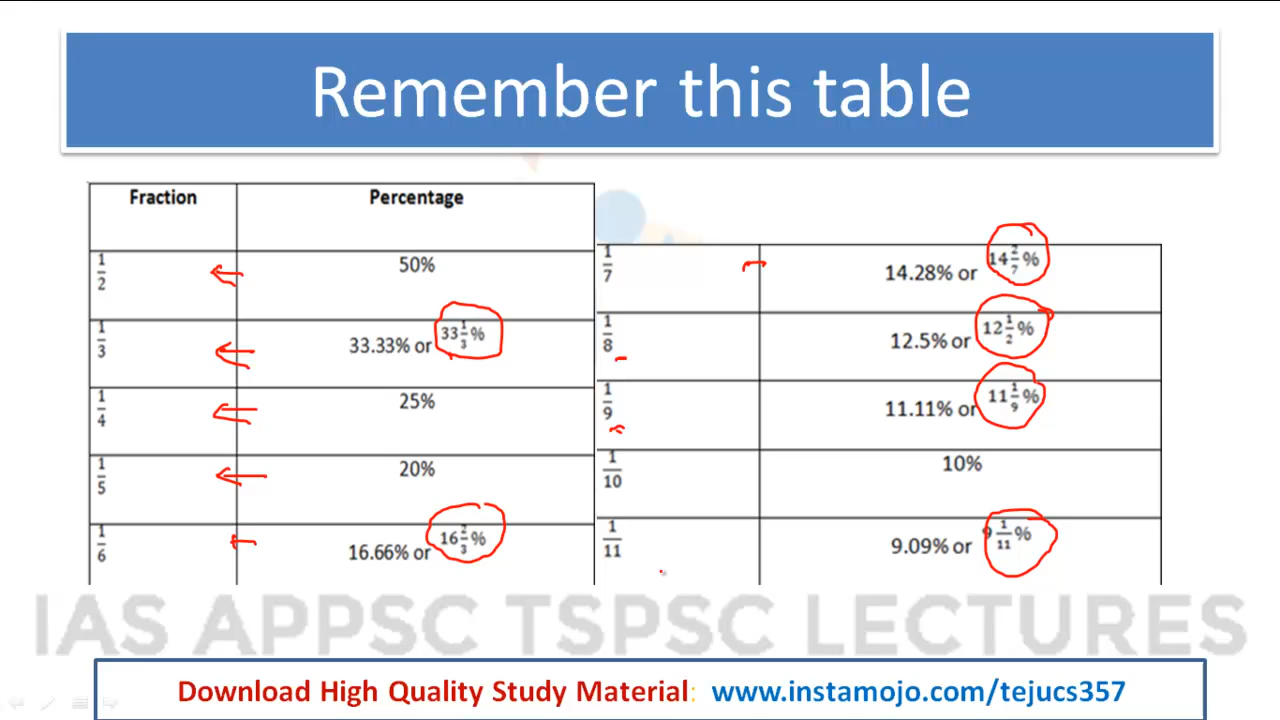 Remember this table
Fraction Percentage
1/2 50%
1/3 33.33% or 33 1/3 %
1/4 25%
1/5 20%
1/6 16.66% or 16 2/3 %
1/7 14.28% or 14 2/7 %
1/8 12.5% or 12 1/2 %
1/9 11.11% or 11 1/9 %
1/10 10%
1/11 9.09% or 9 1/11 %
IAS APPSC TSPSC LECTURES
Download High Quality Study Material: www.instamojo.com/tejucs357